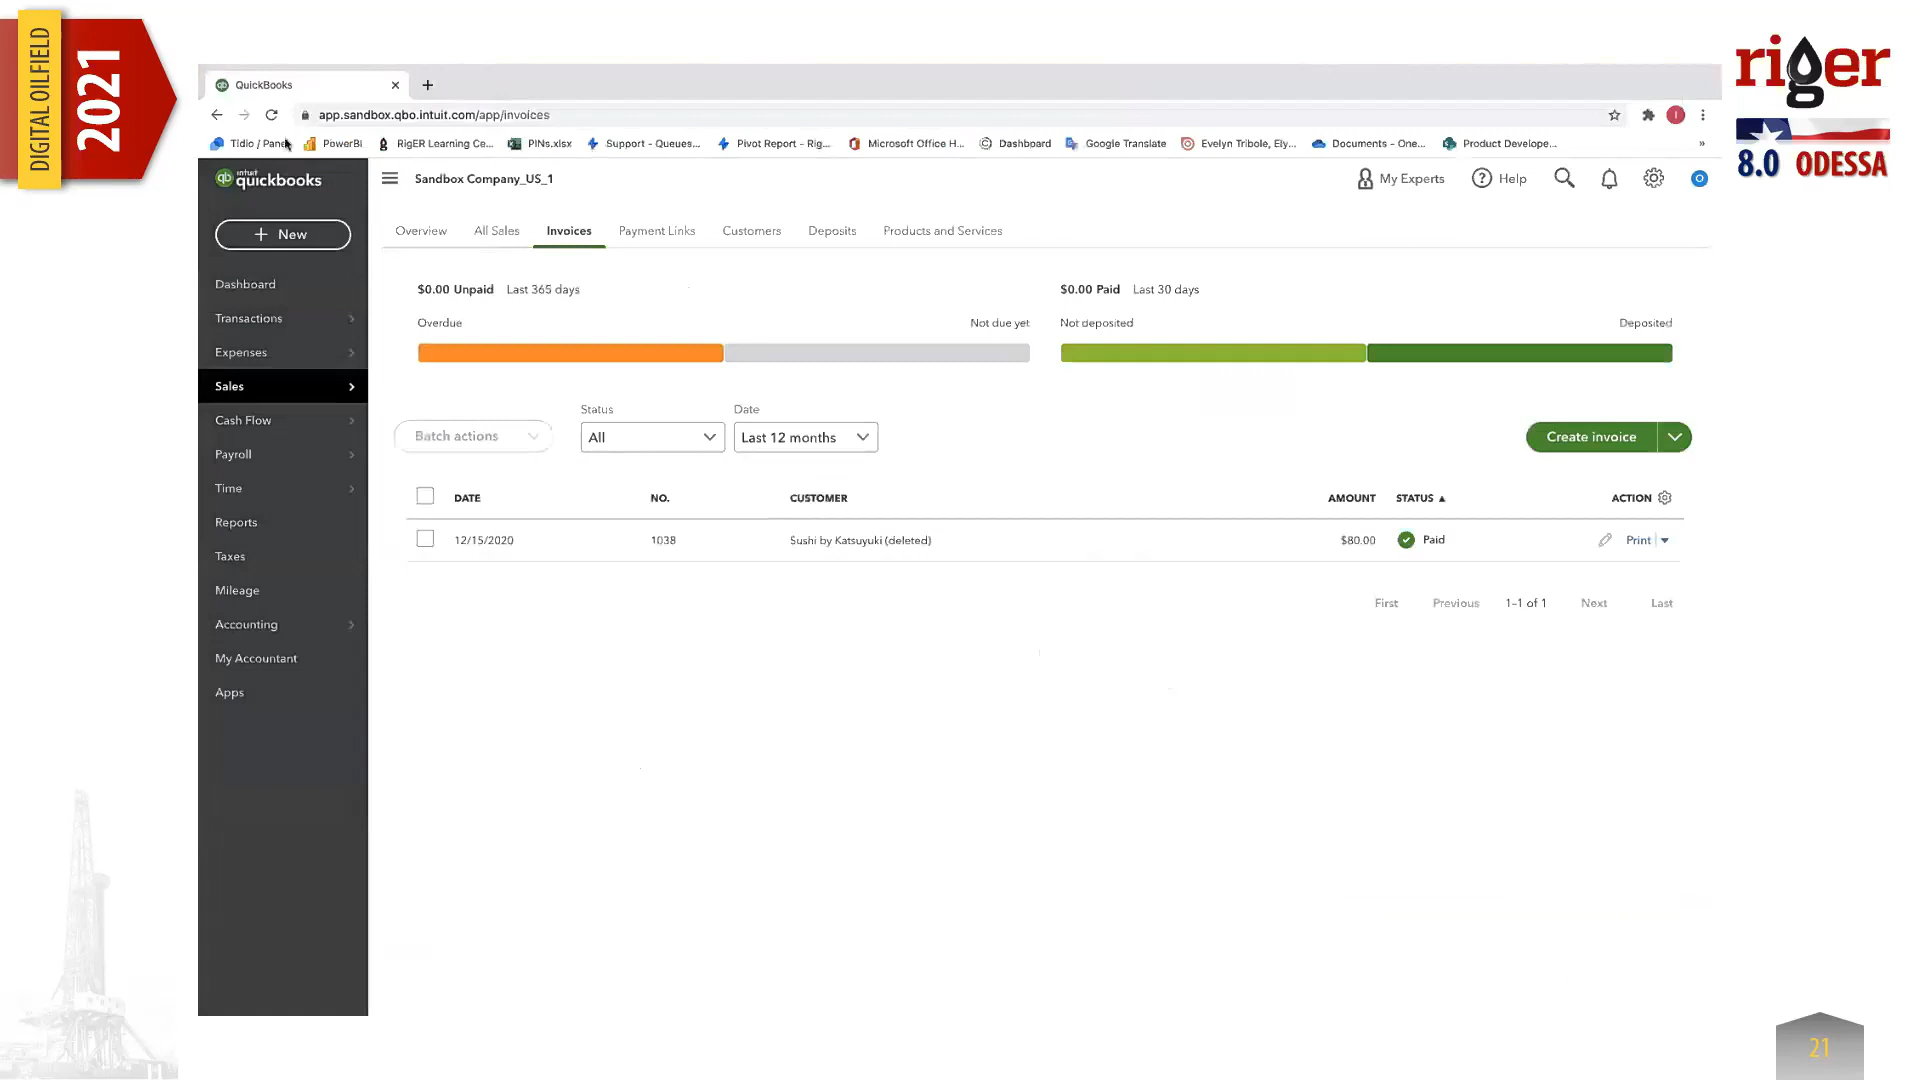 DIGITAL OILFIELD
2021
riger
8.0 ODESSA
QuickBooks
app.sandbox.qbo.intuit.com/app/invoices
Tidio / Panel PowerBI RigER Learning Ce... PINs.xlsx Support - Queues... Pivot Report - Rig... Microsoft Office H... Dashboard Google Translate Evelyn Tribole, Ely... Documents - One... Product Develope... »
intuit
quickbooks
Sandbox Company_US_1 My Experts Help
+ New
Overview All Sales Invoices Payment Links Customers Deposits Products and Services
Dashboard
Transactions
Expenses
Sales
Cash Flow
Payroll
Time
Reports
Taxes
Mileage
Accounting
My Accountant
Apps
$0.00 Unpaid Last 365 days $0.00 Paid Last 30 days
Overdue Not due yet Not deposited Deposited
Status Date
Batch actions All Last 12 months Create invoice
DATE NO. CUSTOMER AMOUNT STATUS ▲ ACTION
12/15/2020 1038 Sushi by Katsuyuki (deleted) $80.00 Paid Print
First Previous 1-1 of 1 Next Last
21